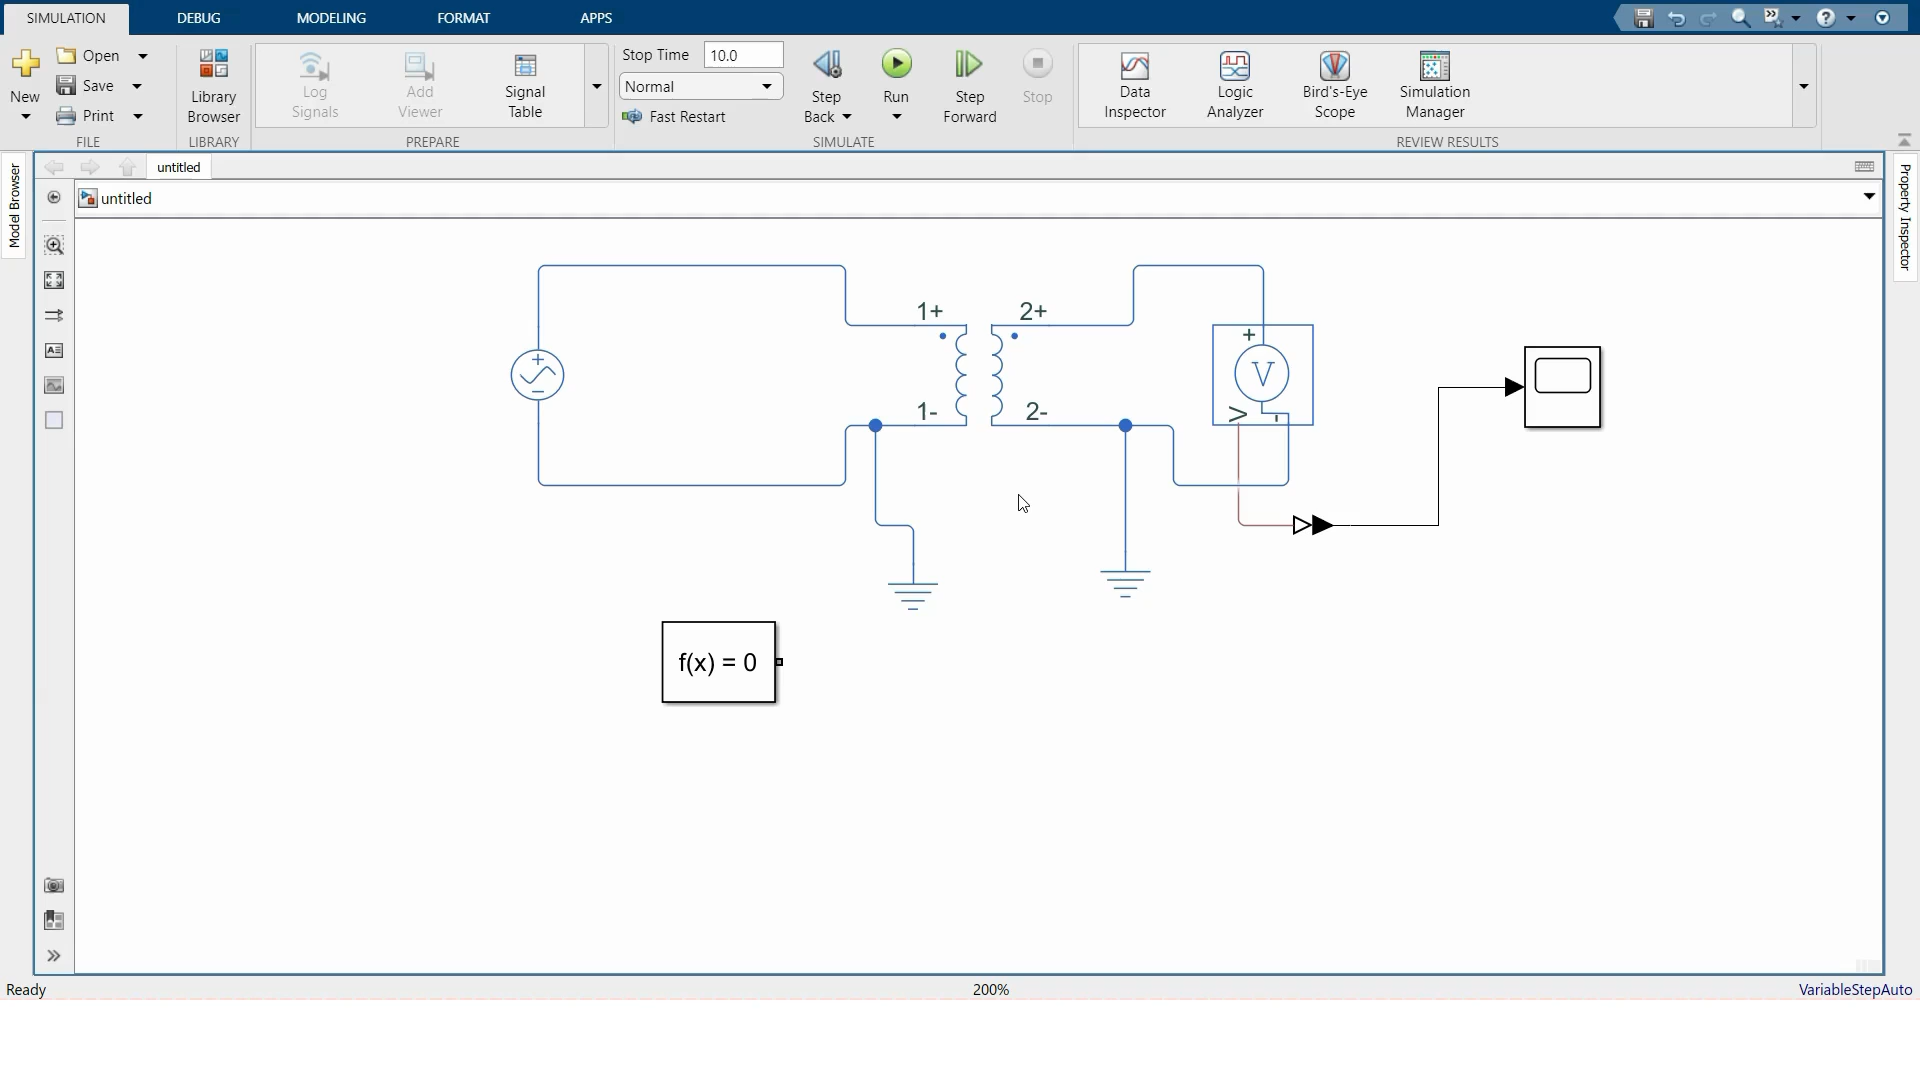 SIMULATION DEBUG MODELING FORMAT APPS
New
Open
Save
Print
FILE
Library
Browser
LIBRARY
Log
Signals
Add
Viewer
Signal
Table
PREPARE
Stop Time 10.0
Normal
Fast Restart
Step
Back
Run
Step
Forward
Stop
SIMULATE
Data
Inspector
Logic
Analyzer
Bird's-Eye
Scope
Simulation
Manager
REVIEW RESULTS
Model Browser
untitled
untitled
Property Inspector
1+ 2+
1- 2-
+
V
V
-
f(x) = 0
Ready 200% VariableStepAuto